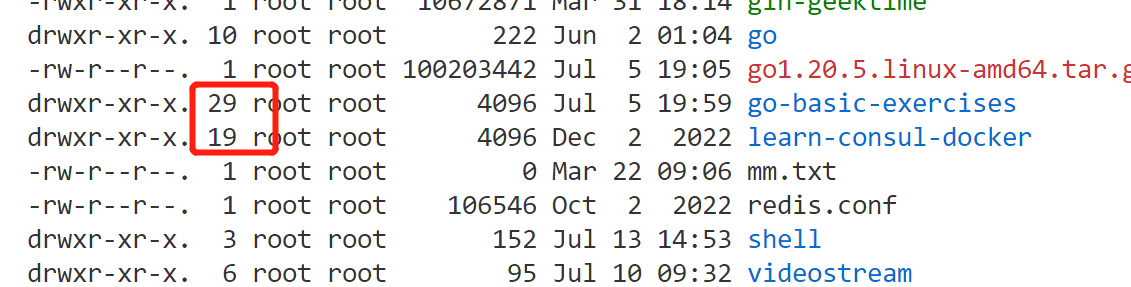 -rwxr-xr-x. 1 root root 10672871 Mar 31 18:14 gin-geektime
drwxr-xr-x. 10 root root 222 Jun 2 01:04 go
-rw-r--r--. 1 root root 100203442 Jul 5 19:05 go1.20.5.linux-amd64.tar.g
drwxr-xr-x. 29 root root 4096 Jul 5 19:59 go-basic-exercises
drwxr-xr-x. 19 root root 4096 Dec 2 2022 learn-consul-docker
-rw-r--r--. 1 root root 0 Mar 22 09:06 mm.txt
-rw-r--r--. 1 root root 106546 Oct 2 2022 redis.conf
drwxr-xr-x. 3 root root 152 Jul 13 14:53 shell
drwxr-xr-x. 6 root root 95 Jul 10 09:32 videostream